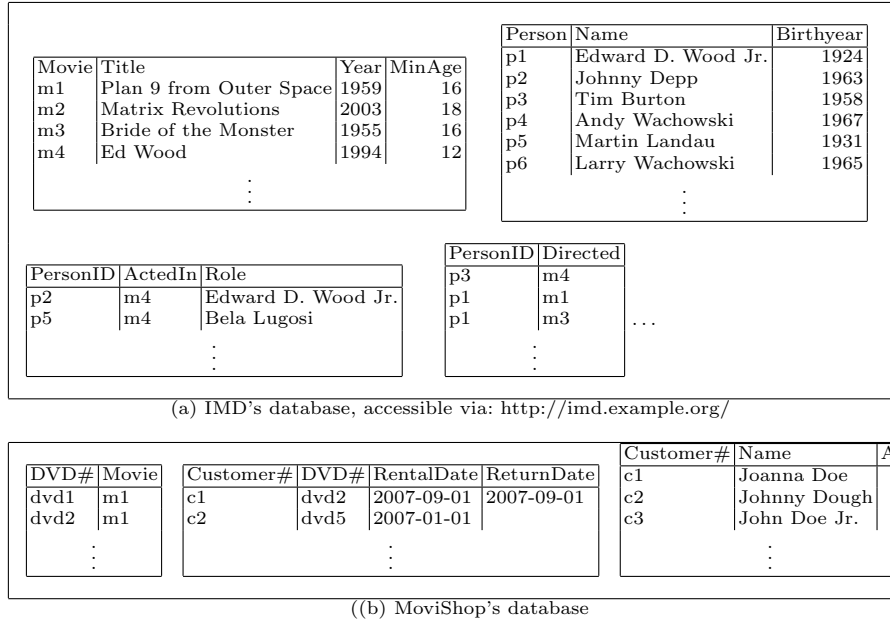 Movie Title Year MinAge
m1 Plan 9 from Outer Space 1959 16
m2 Matrix Revolutions 2003 18
m3 Bride of the Monster 1955 16
m4 Ed Wood 1994 12
⋮
Person Name Birthyear
p1 Edward D. Wood Jr. 1924
p2 Johnny Depp 1963
p3 Tim Burton 1958
p4 Andy Wachowski 1967
p5 Martin Landau 1931
p6 Larry Wachowski 1965
⋮
PersonID ActedIn Role
p2 m4 Edward D. Wood Jr.
p5 m4 Bela Lugosi
⋮
PersonID Directed
p3 m4
p1 m1
p1 m3
⋮
...
(a) IMD's database, accessible via: http://imd.example.org/
DVD# Movie
dvd1 m1
dvd2 m1
⋮
Customer# DVD# RentalDate ReturnDate
c1 dvd2 2007-09-01 2007-09-01
c2 dvd5 2007-01-01
⋮
Customer# Name A
c1 Joanna Doe
c2 Johnny Dough
c3 John Doe Jr.
⋮
((b) MoviShop's database